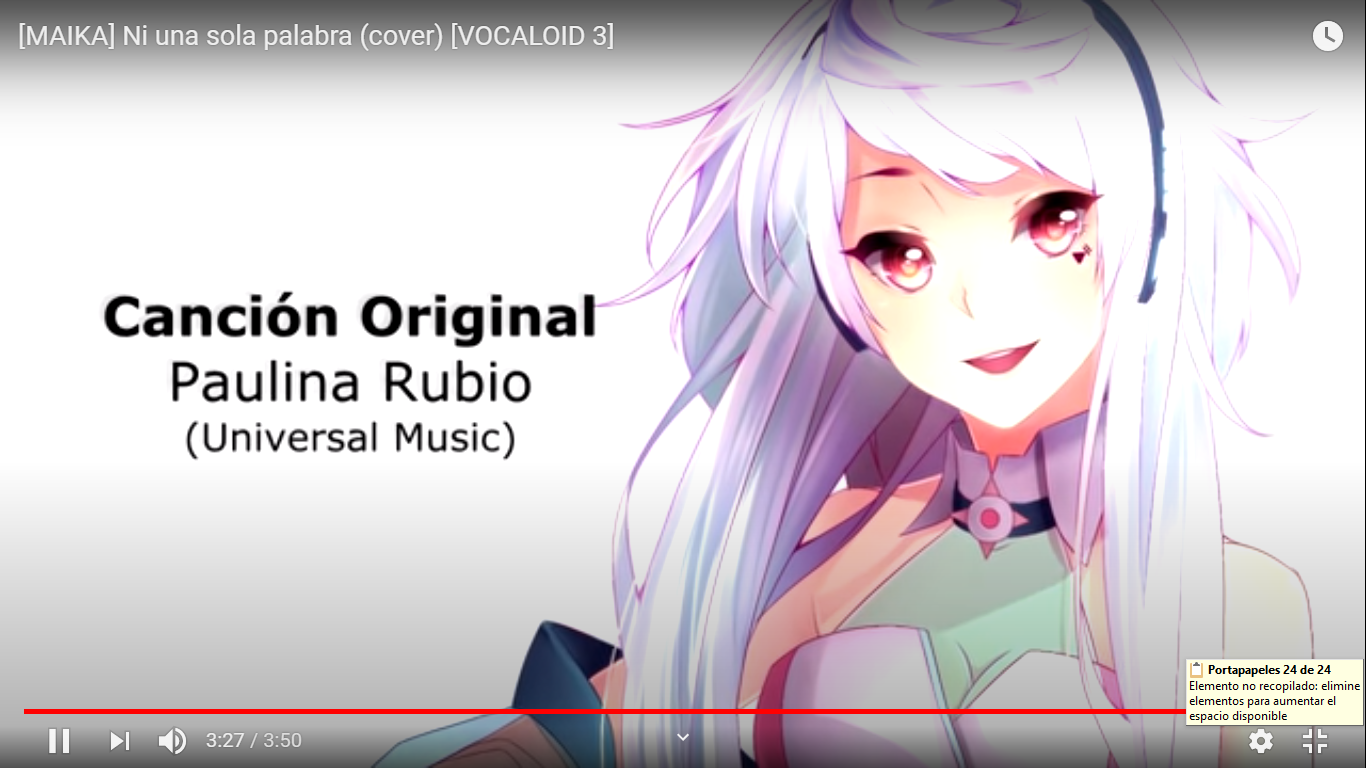 [MAIKA] Ni una sola palabra (cover) [VOCALOID 3]
Canción Original
Paulina Rubio
(Universal Music)
Portapapeles 24 de 24
Elemento no recopilado: elimine
elementos para aumentar el
espacio disponible
3:27 / 3:50